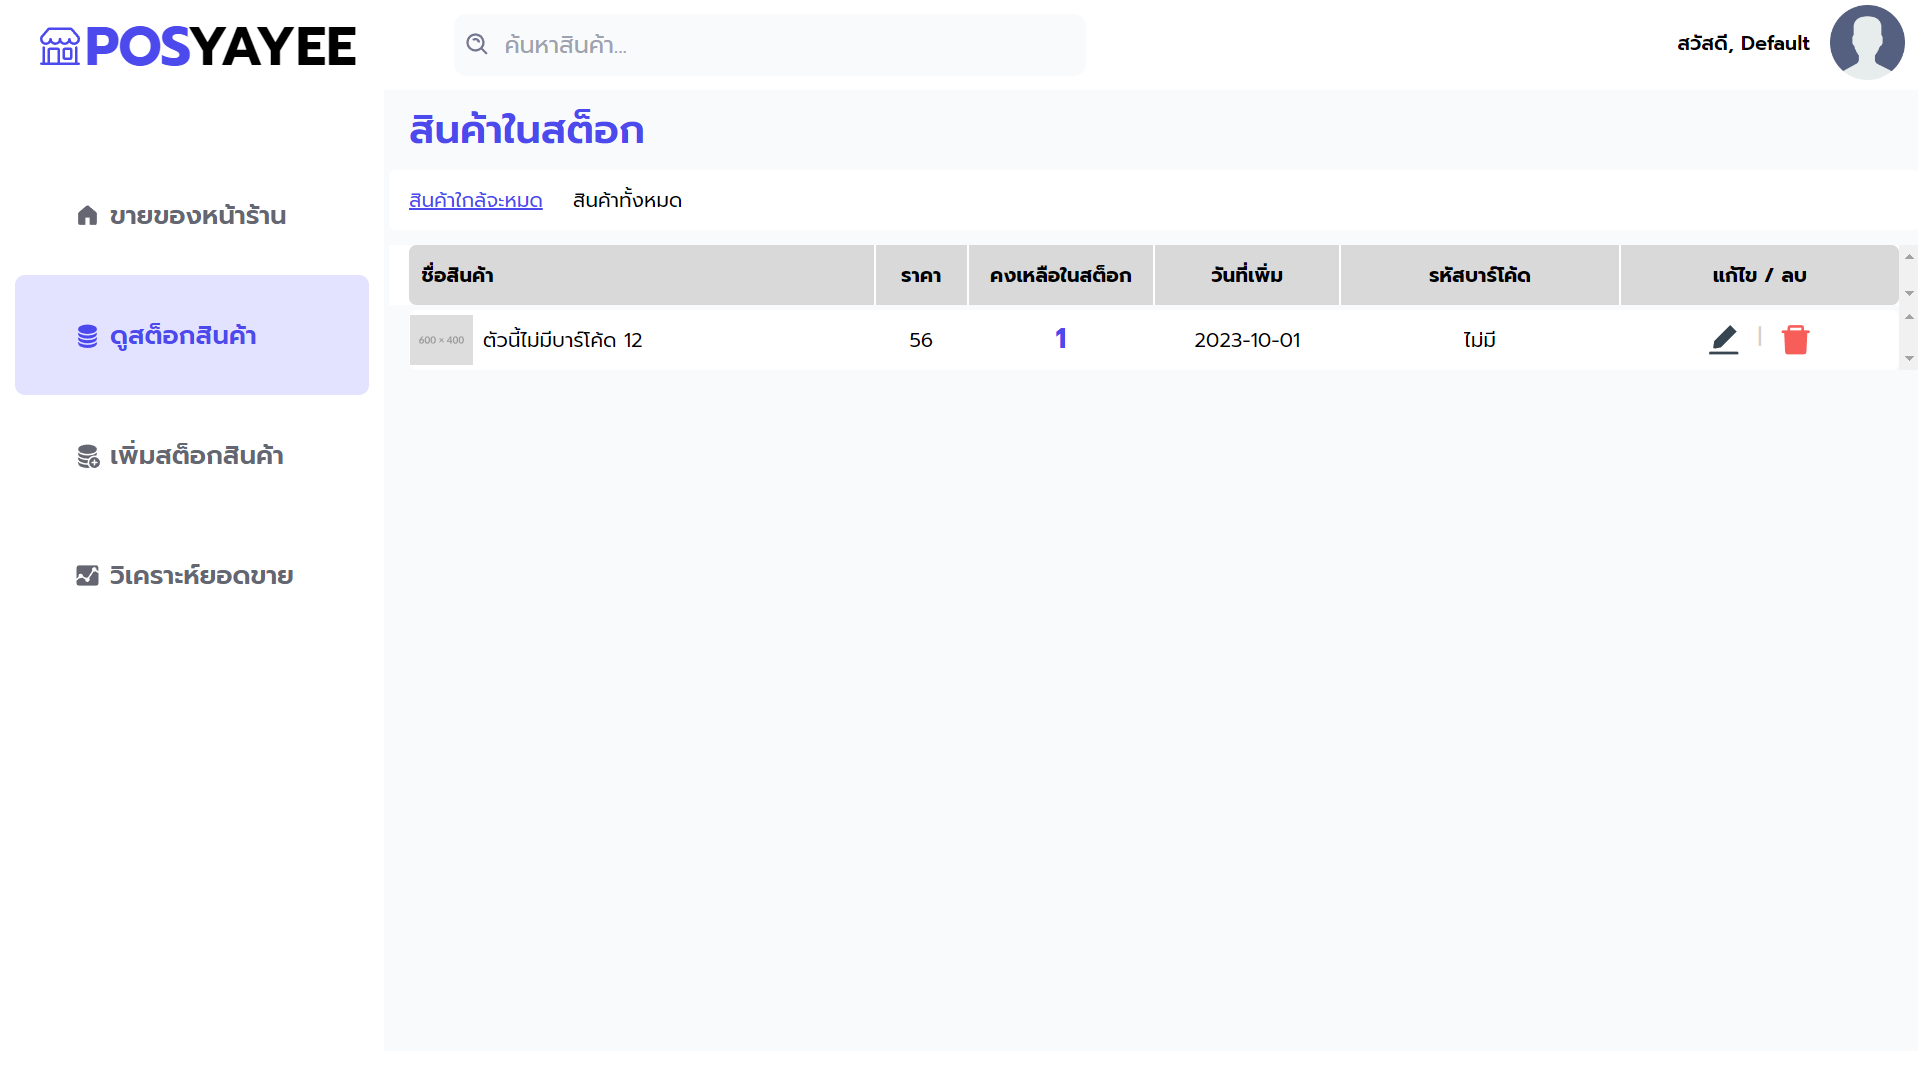 POSYAYEE
ค้นหาสินค้า...
สวัสดี, Default
ขายของหน้าร้าน
ดูสต็อกสินค้า
เพิ่มสต็อกสินค้า
วิเคราะห์ยอดขาย
สินค้าในสต็อก
สินค้าใกล้จะหมด สินค้าทั้งหมด
ชื่อสินค้า ราคา คงเหลือในสต็อก วันที่เพิ่ม รหัสบาร์โค้ด แก้ไข / ลบ
600 × 400 ตัวนี้ไม่มีบาร์โค้ด 12 56 1 2023-10-01 ไม่มี |